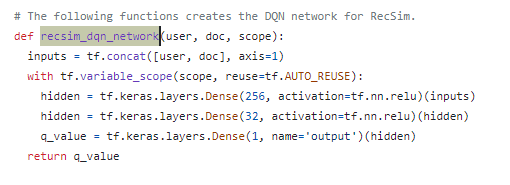 # The following functions creates the DQN network for RecSim.
def recsim_dqn_network(user, doc, scope):
  inputs = tf.concat([user, doc], axis=1)
  with tf.variable_scope(scope, reuse=tf.AUTO_REUSE):
    hidden = tf.keras.layers.Dense(256, activation=tf.nn.relu)(inputs)
    hidden = tf.keras.layers.Dense(32, activation=tf.nn.relu)(hidden)
    q_value = tf.keras.layers.Dense(1, name='output')(hidden)
  return q_value